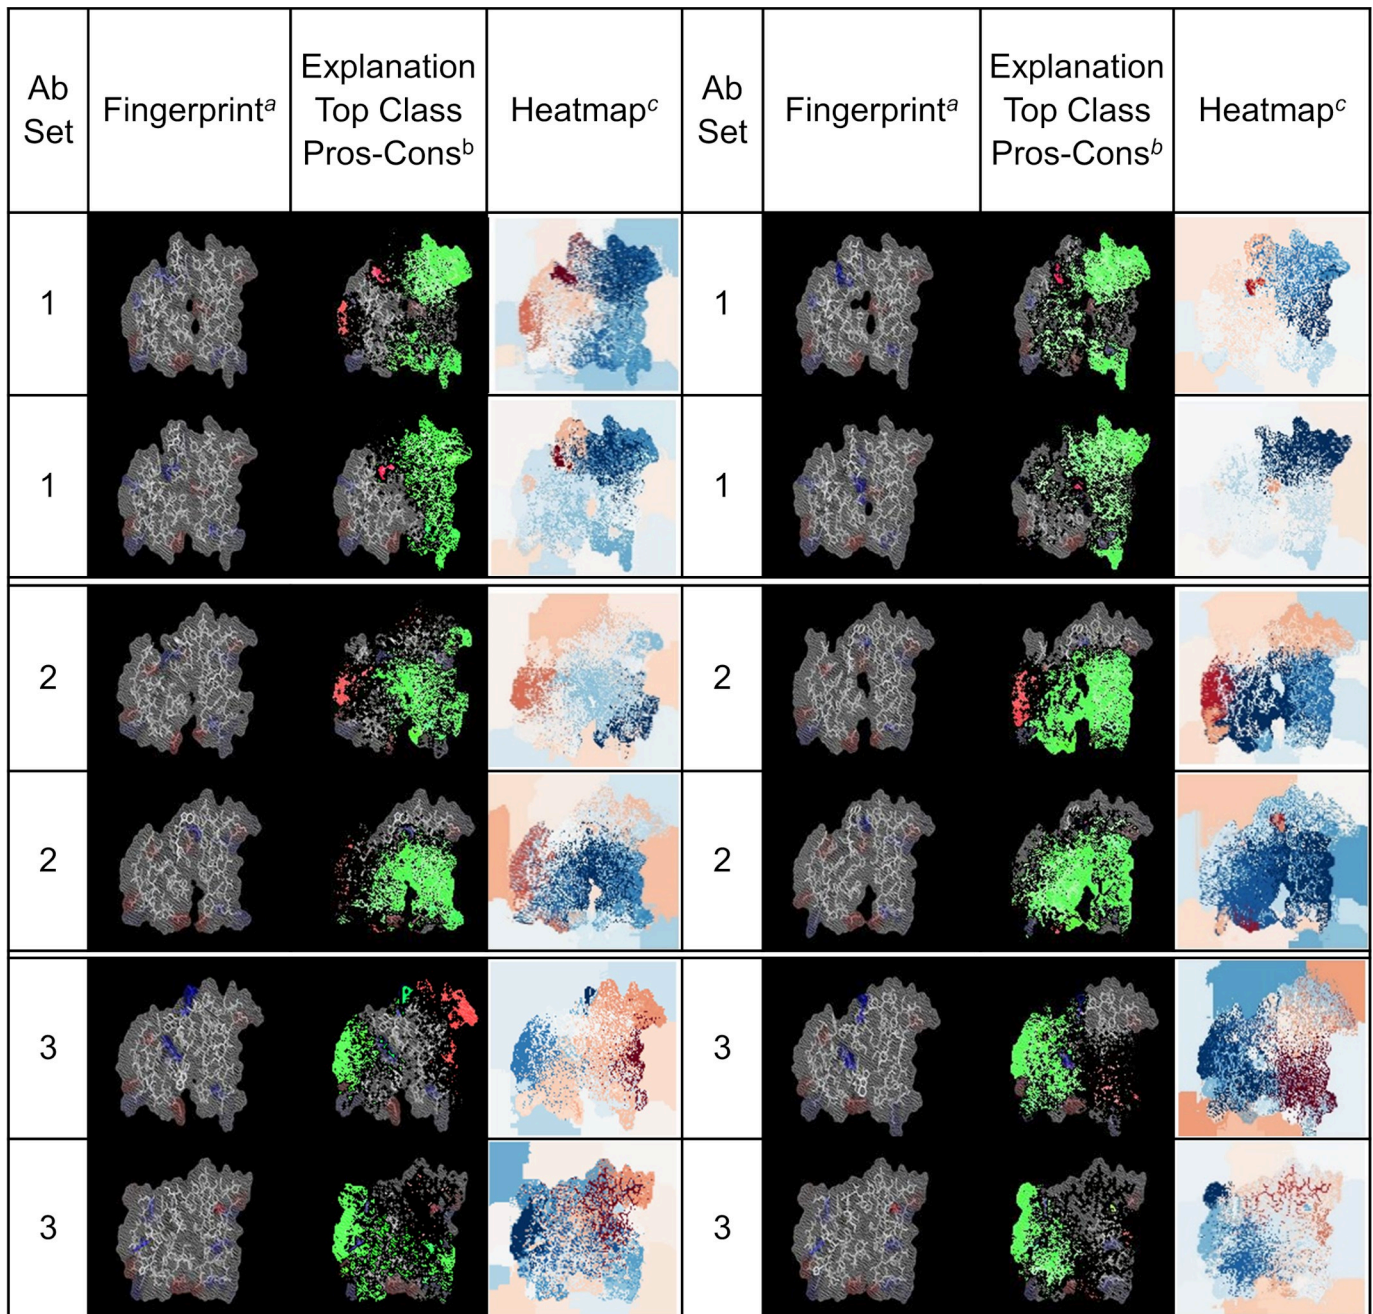 Ab
Set
Fingerprintᵃ
Explanation
Top Class
Pros-Consᵇ
Heatmapᶜ
Ab
Set
Fingerprintᵃ
Explanation
Top Class
Pros-Consᵇ
Heatmapᶜ
1
1
1
1
2
2
2
2
3
3
3
3